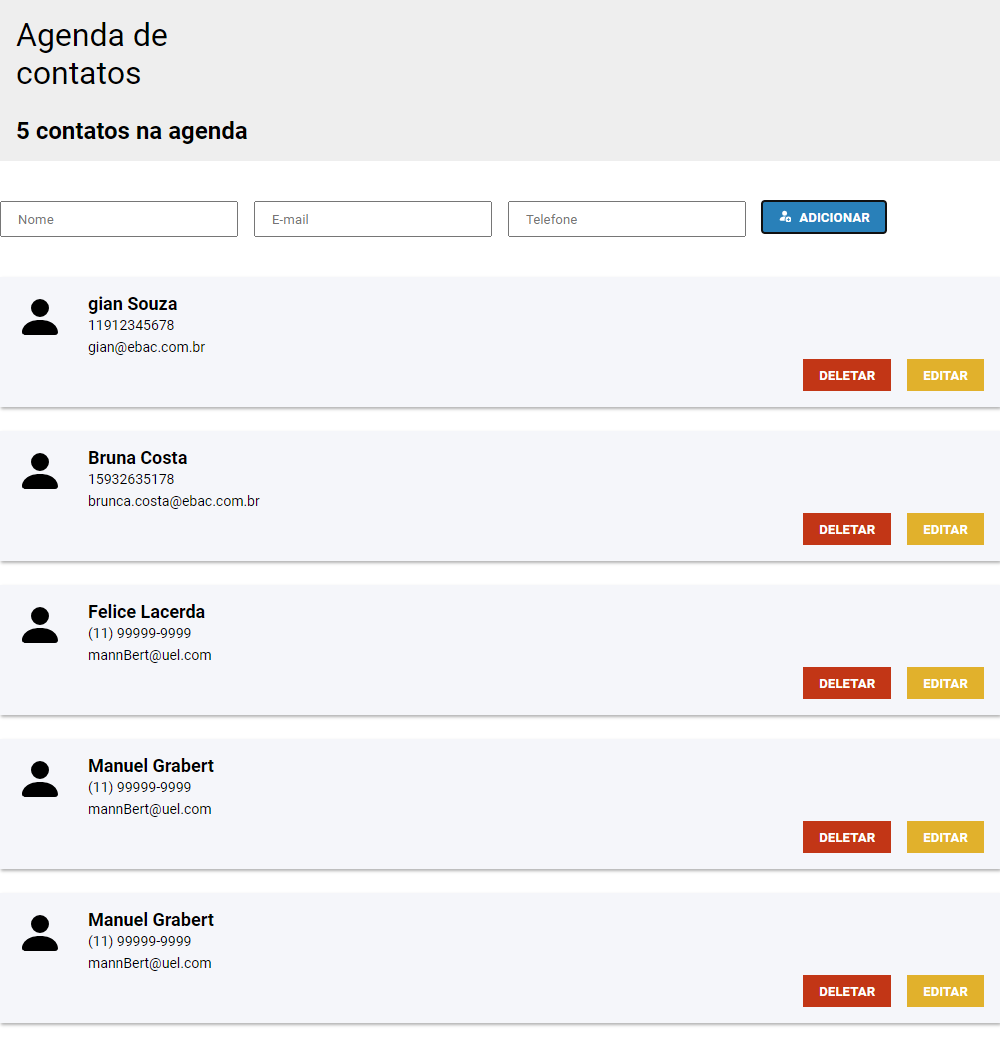 Agenda de
contatos
5 contatos na agenda
Nome E-mail Telefone ADICIONAR
gian Souza
11912345678
gian@ebac.com.br
DELETAR EDITAR
Bruna Costa
15932635178
brunca.costa@ebac.com.br
DELETAR EDITAR
Felice Lacerda
(11) 99999-9999
mannBert@uel.com
DELETAR EDITAR
Manuel Grabert
(11) 99999-9999
mannBert@uel.com
DELETAR EDITAR
Manuel Grabert
(11) 99999-9999
mannBert@uel.com
DELETAR EDITAR